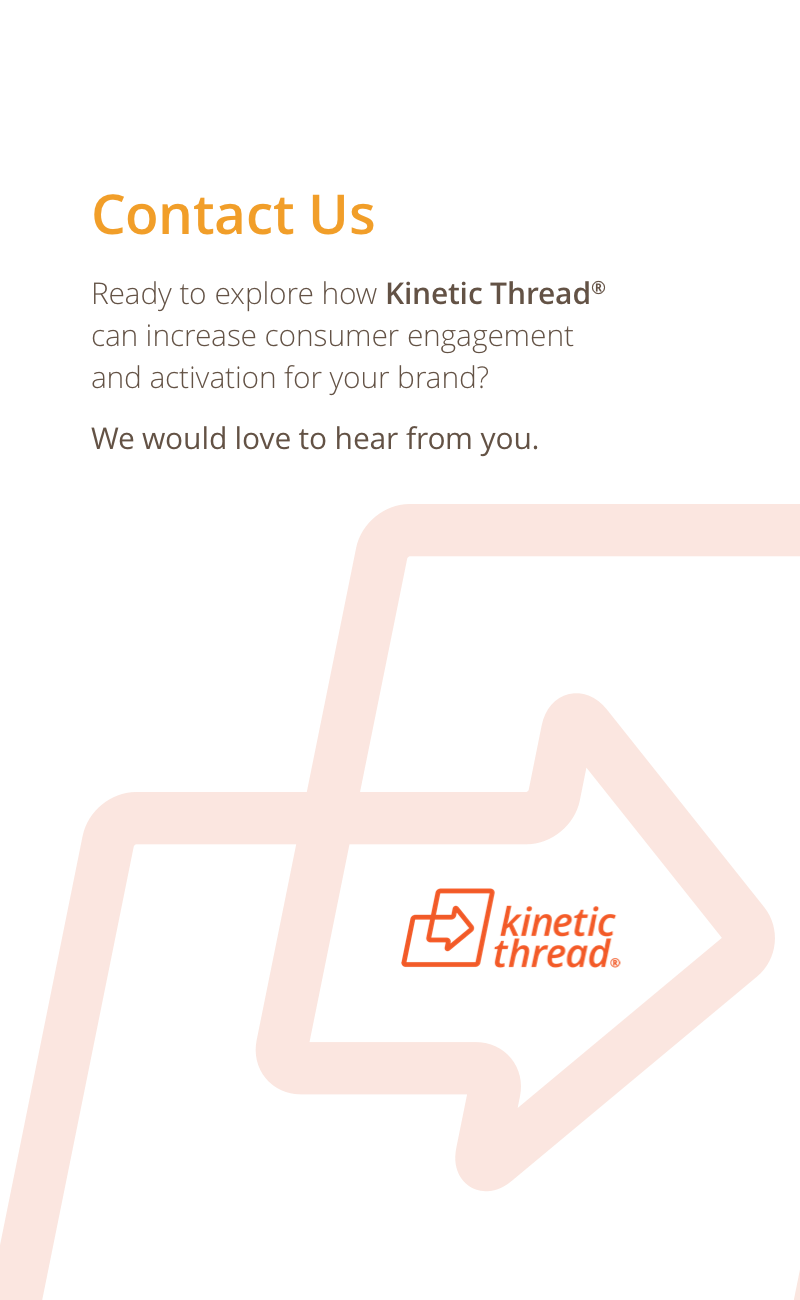 Contact Us
Ready to explore how Kinetic Thread®
can increase consumer engagement
and activation for your brand?
We would love to hear from you.
kinetic
thread®